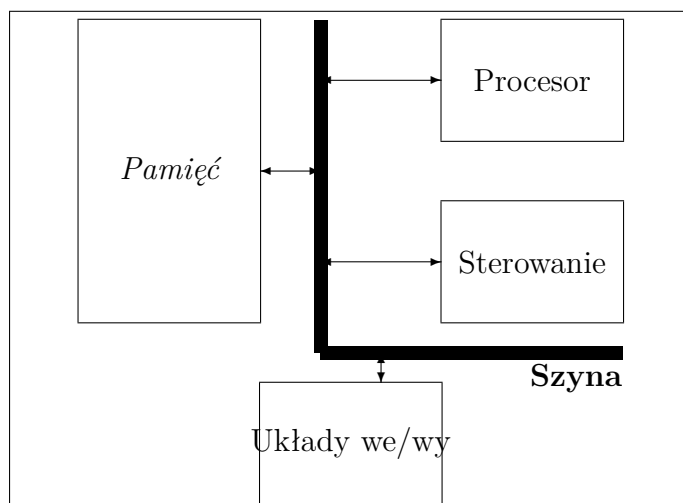 Procesor
Pamięć
Sterowanie
Szyna
Układy we/wy